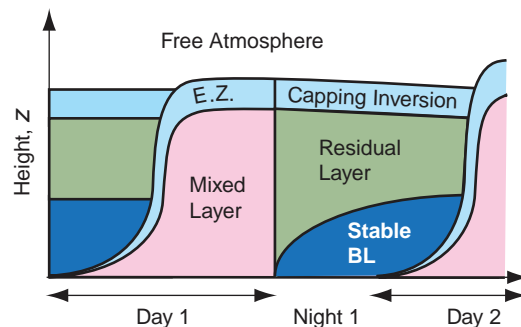 Free Atmosphere
Height, z
E.Z.
Capping Inversion
Mixed
Layer
Residual
Layer
Stable
BL
Day 1
Night 1
Day 2